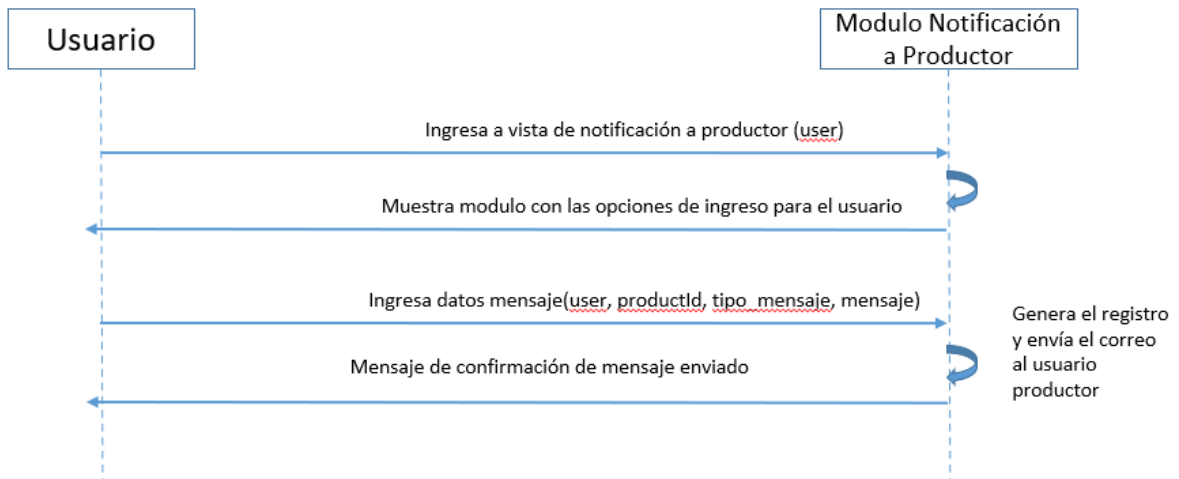 Usuario
Modulo Notificación
a Productor
Ingresa a vista de notificación a productor (user)
Muestra modulo con las opciones de ingreso para el usuario
Ingresa datos mensaje(user, productId, tipo_mensaje, mensaje)
Genera el registro
y envía el correo
al usuario
productor
Mensaje de confirmación de mensaje enviado